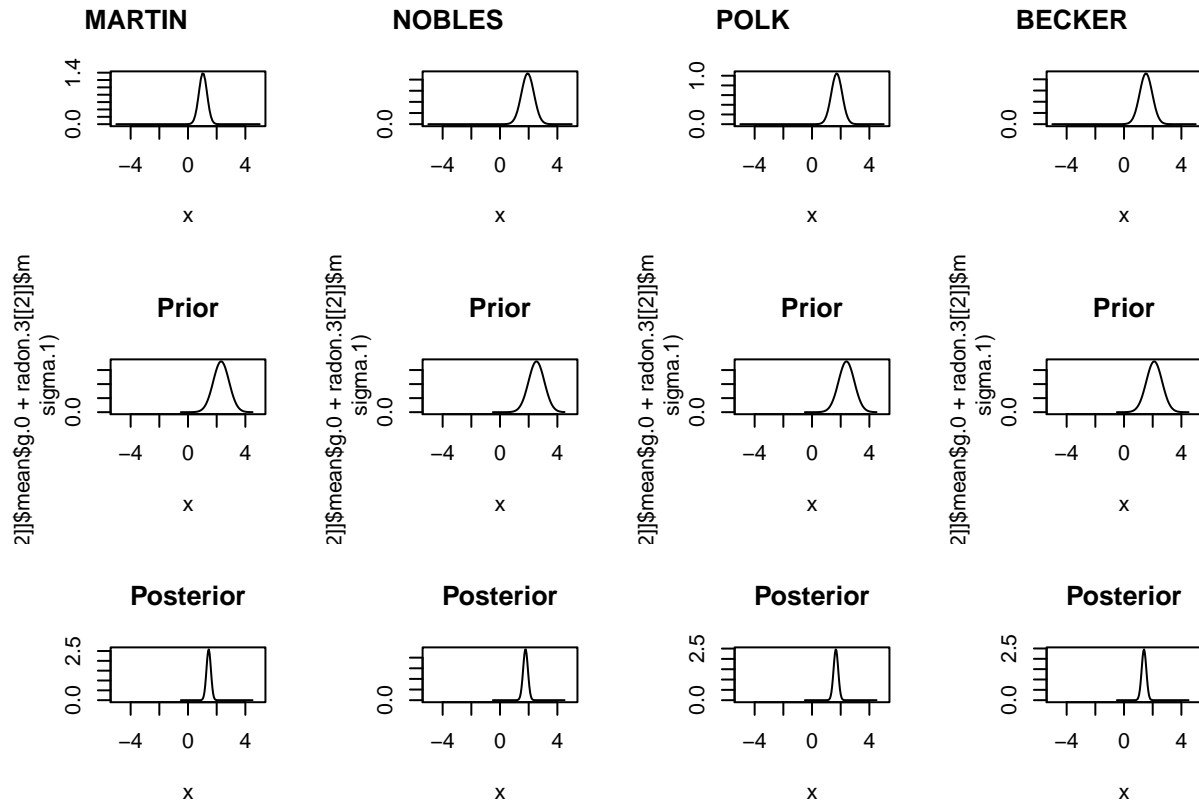 MARTIN NOBLES POLK BECKER
0.0 1.4 0.0 0.0 1.0 0.0
−4 0 4 −4 0 4 −4 0 4 −4 0 4
x x x x
Prior Prior Prior Prior
2]]$mean$g.0 + radon.3[[2]]$m
sigma.1)
2]]$mean$g.0 + radon.3[[2]]$m
sigma.1)
2]]$mean$g.0 + radon.3[[2]]$m
sigma.1)
2]]$mean$g.0 + radon.3[[2]]$m
sigma.1)
0.0 0.0 0.0 0.0
−4 0 4 −4 0 4 −4 0 4 −4 0 4
x x x x
Posterior Posterior Posterior Posterior
0.0 2.5 0.0 0.0 2.5 0.0 2.5
−4 0 4 −4 0 4 −4 0 4 −4 0 4
x x x x